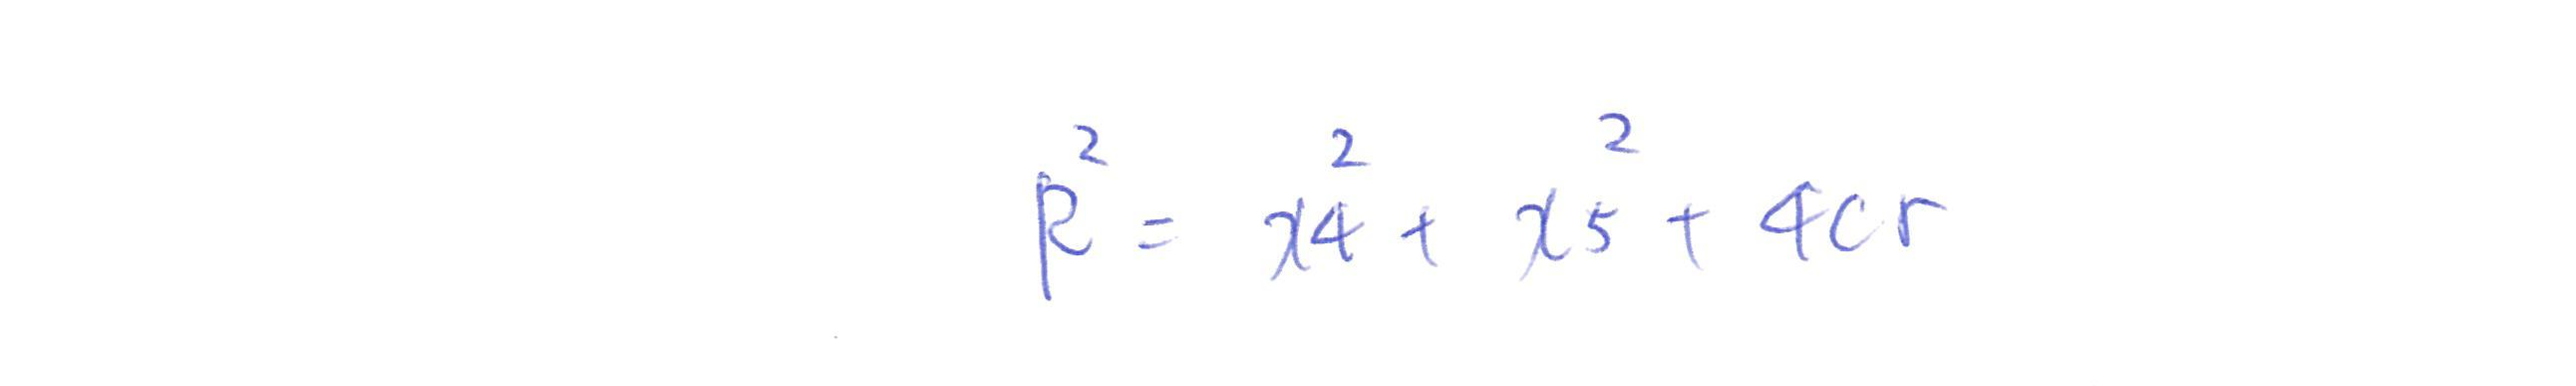 R² = x4² + x5² + 4cr